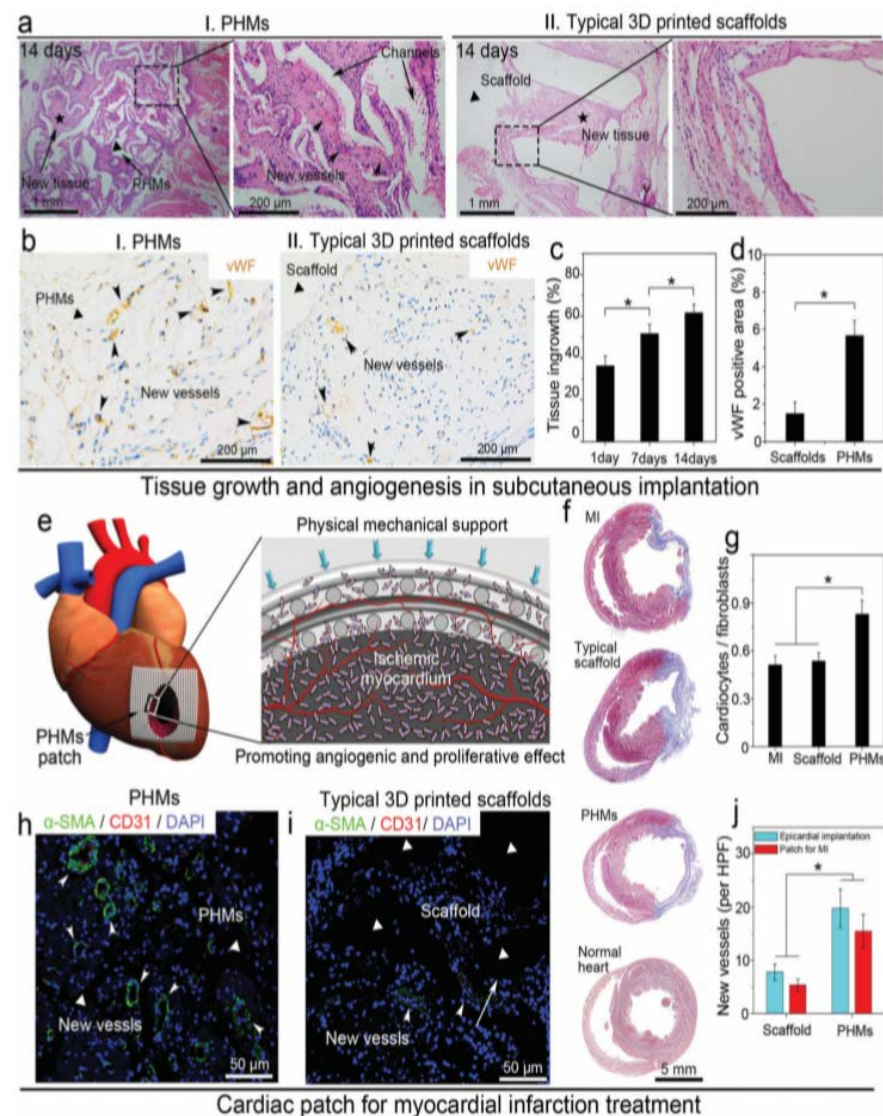 a
I. PHMs
II. Typical 3D printed scaffolds
14 days
New tissue
1 mm
PHMs
Channels
New vessels
200 µm
14 days
Scaffold
New tissue
1 mm
200 µm
b
I. PHMs
II. Typical 3D printed scaffolds
vWF
PHMs
New vessels
200 µm
Scaffold
vWF
New vessels
200 µm
c
Tissue ingrowth (%)
80
60
40
20
0
*
*
1day
7days
14days
d
vWF positive area (%)
10
8
6
4
2
0
*
Scaffolds
PHMs
Tissue growth and angiogenesis in subcutaneous implantation
e
Physical mechanical support
Ischemic
myocardium
PHMs
patch
Promoting angiogenic and proliferative effect
f
MI
Typical
scaffold
PHMs
Normal
heart
5 mm
g
Cardiocytes / fibroblasts
0.9
0.6
0.3
0
*
MI
Scaffold
PHMs
h
PHMs
α-SMA / CD31/ DAPI
PHMs
New vessls
50 µm
i
Typical 3D printed scaffolds
α-SMA / CD31/ DAPI
Scaffold
New vessls
50 µm
j
New vessels (per HPF)
Epicardial implantation
Patch for MI
30
20
10
0
*
Scaffold
PHMs
Cardiac patch for myocardial infarction treatment